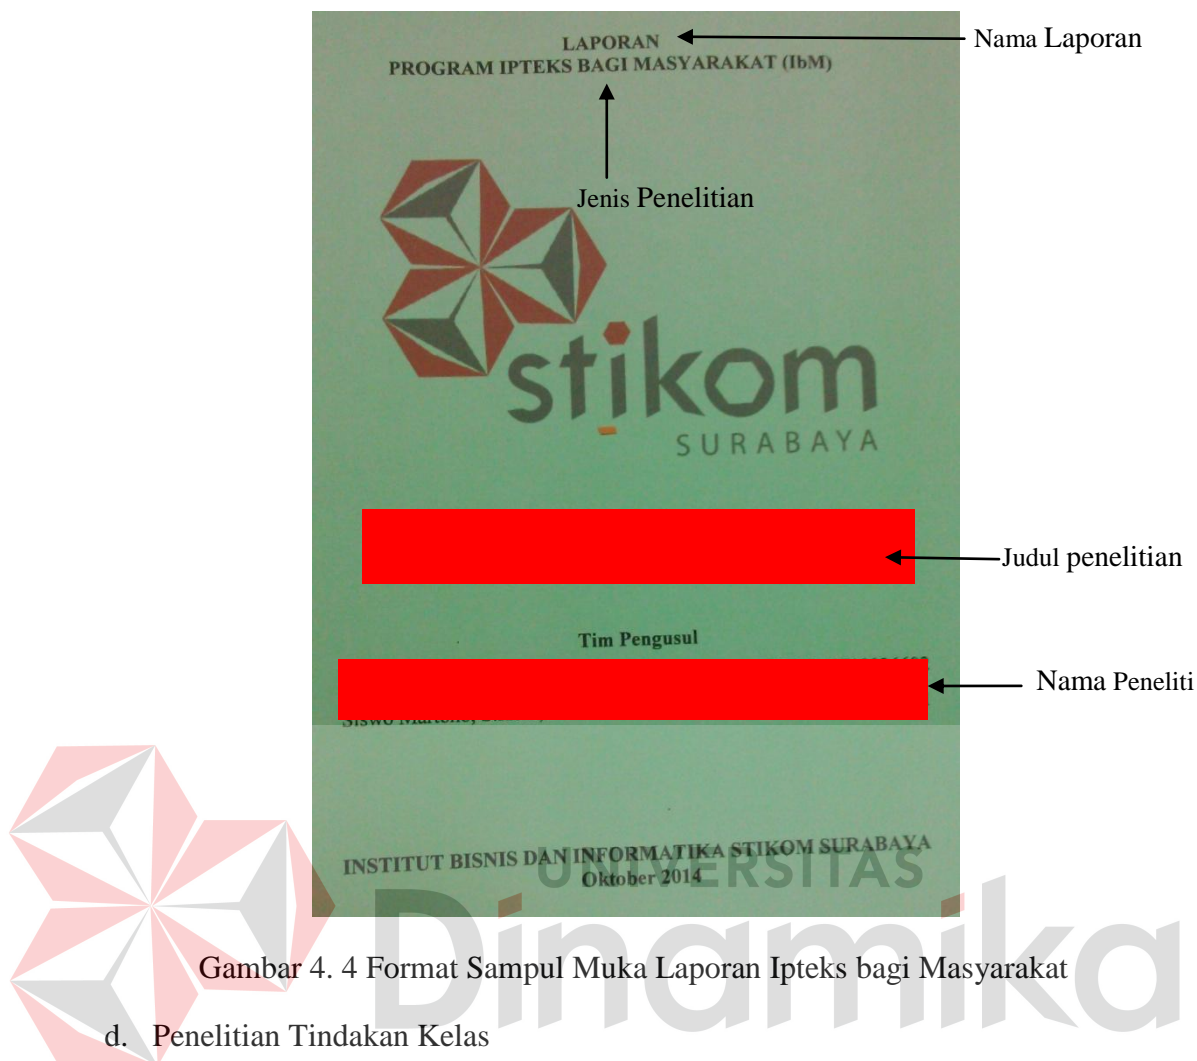 LAPORAN
Nama Laporan
PROGRAM IPTEKS BAGI MASYARAKAT (IbM)
Jenis Penelitian
stikom
SURABAYA
Judul penelitian
Tim Pengusul
Nama Peneliti
INSTITUT BISNIS DAN INFORMATIKA STIKOM SURABAYA
Oktober 2014
UNIVERSITAS
Dinamika
Gambar 4. 4 Format Sampul Muka Laporan Ipteks bagi Masyarakat
d. Penelitian Tindakan Kelas